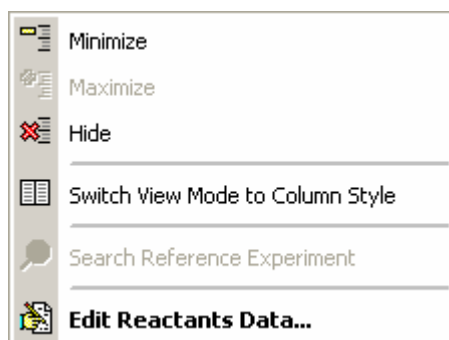 Minimize
Maximize
Hide
Switch View Mode to Column Style
Search Reference Experiment
Edit Reactants Data...